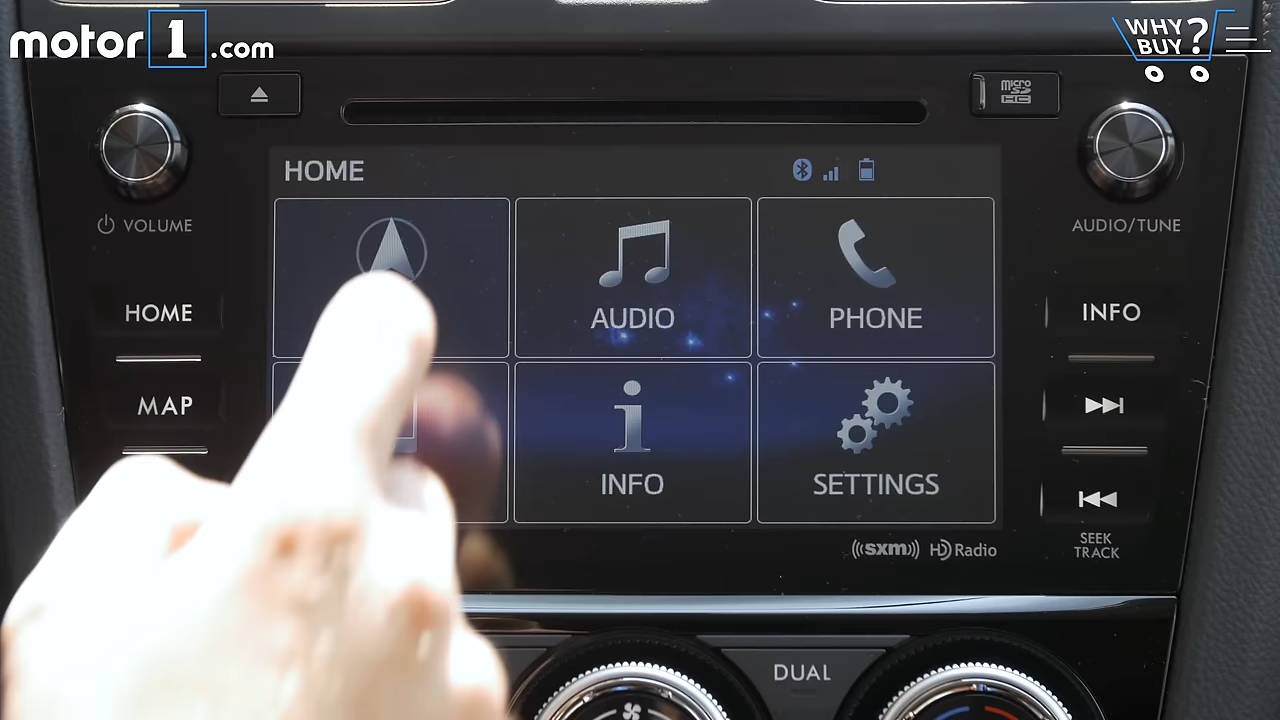 motor1.com
WHY BUY?
micro SD HC
HOME
VOLUME
AUDIO/TUNE
HOME
AUDIO
PHONE
INFO
MAP
INFO
SETTINGS
SEEK
TRACK
((sxm))
HD Radio
DUAL